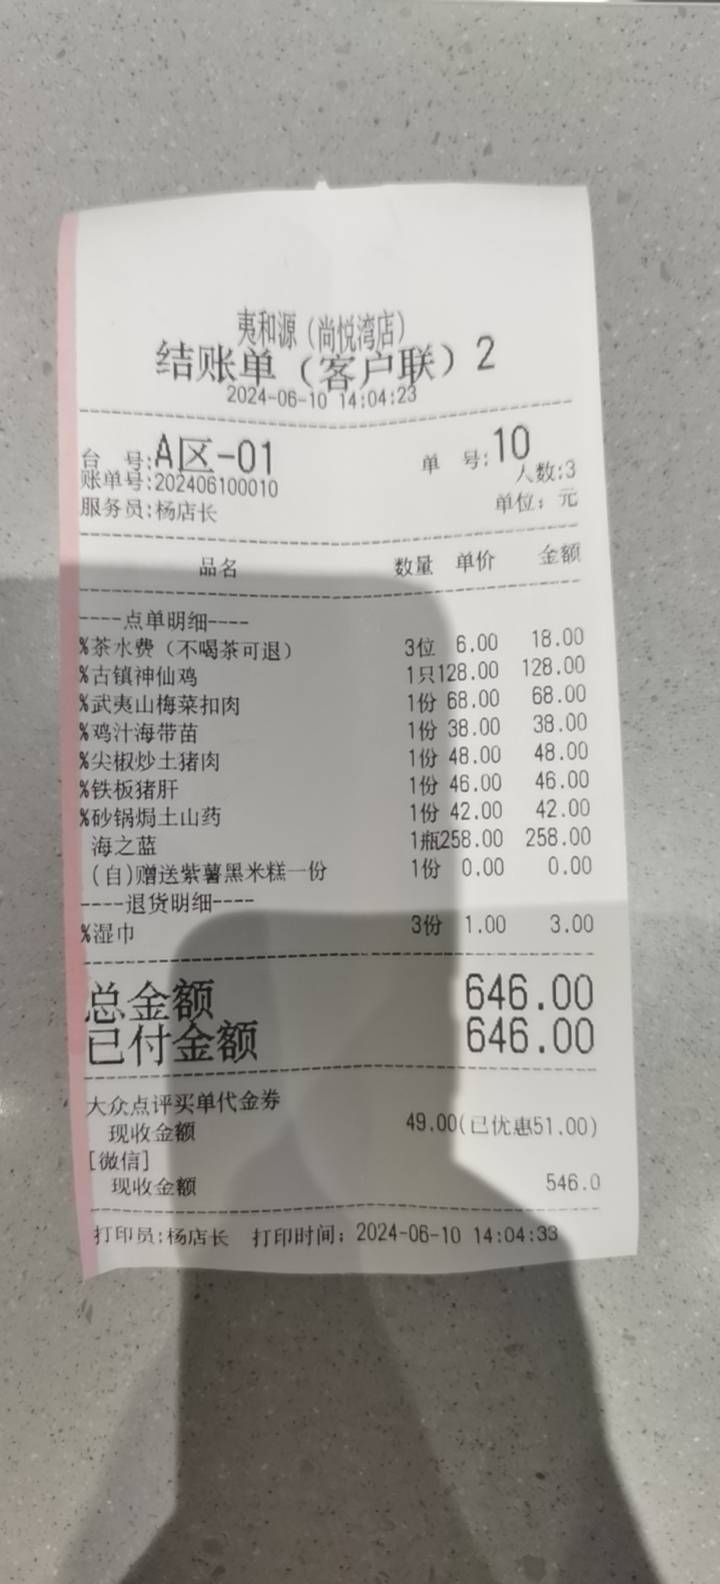 夷和源（尚悦湾店）
结账单（客户联）2
2024-06-10 14:04:23
台 号:A区-01 单 号:10
账单号:202406100010 人数:3
服务员:杨店长 单位：元
品名 数量 单价 金额
----点单明细----
%茶水费（不喝茶可退） 3位 6.00 18.00
%古镇神仙鸡 1只128.00 128.00
%武夷山梅菜扣肉 1份 68.00 68.00
%鸡汁海带苗 1份 38.00 38.00
%尖椒炒土猪肉 1份 48.00 48.00
%铁板猪肝 1份 46.00 46.00
%砂锅焗土山药 1份 42.00 42.00
海之蓝 1瓶258.00 258.00
(自)赠送紫薯黑米糕一份 1份 0.00 0.00
----退货明细----
%湿巾 3份 1.00 3.00
总金额 646.00
已付金额 646.00
大众点评买单代金券
现收金额 49.00(已优惠51.00)
[微信]
现收金额 546.0
打印员:杨店长 打印时间：2024-06-10 14:04:33